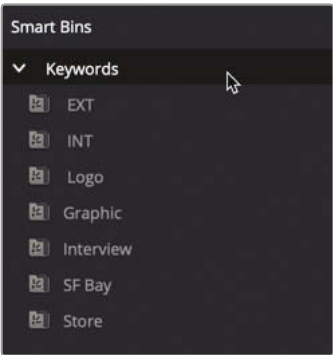 Smart Bins
Keywords
EXT
INT
Logo
Graphic
Interview
SF Bay
Store